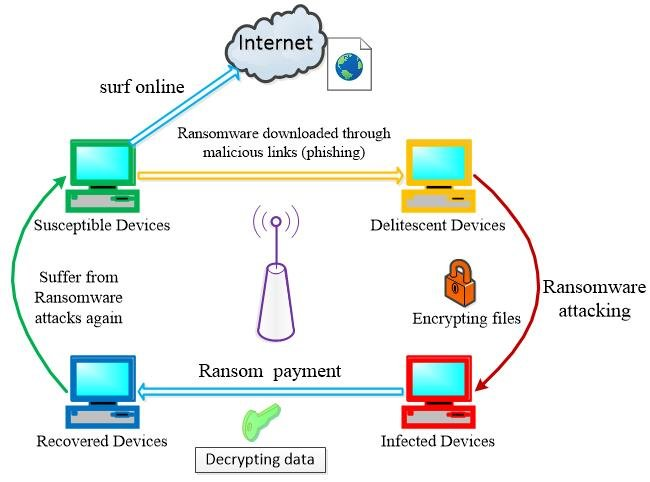 Internet
surf online
Ransomware downloaded through
malicious links (phishing)
Susceptible Devices
Delitescent Devices
Suffer from
Ransomware
attacks again
Ransomware
attacking
Encrypting files
Ransom payment
Recovered Devices
Infected Devices
Decrypting data